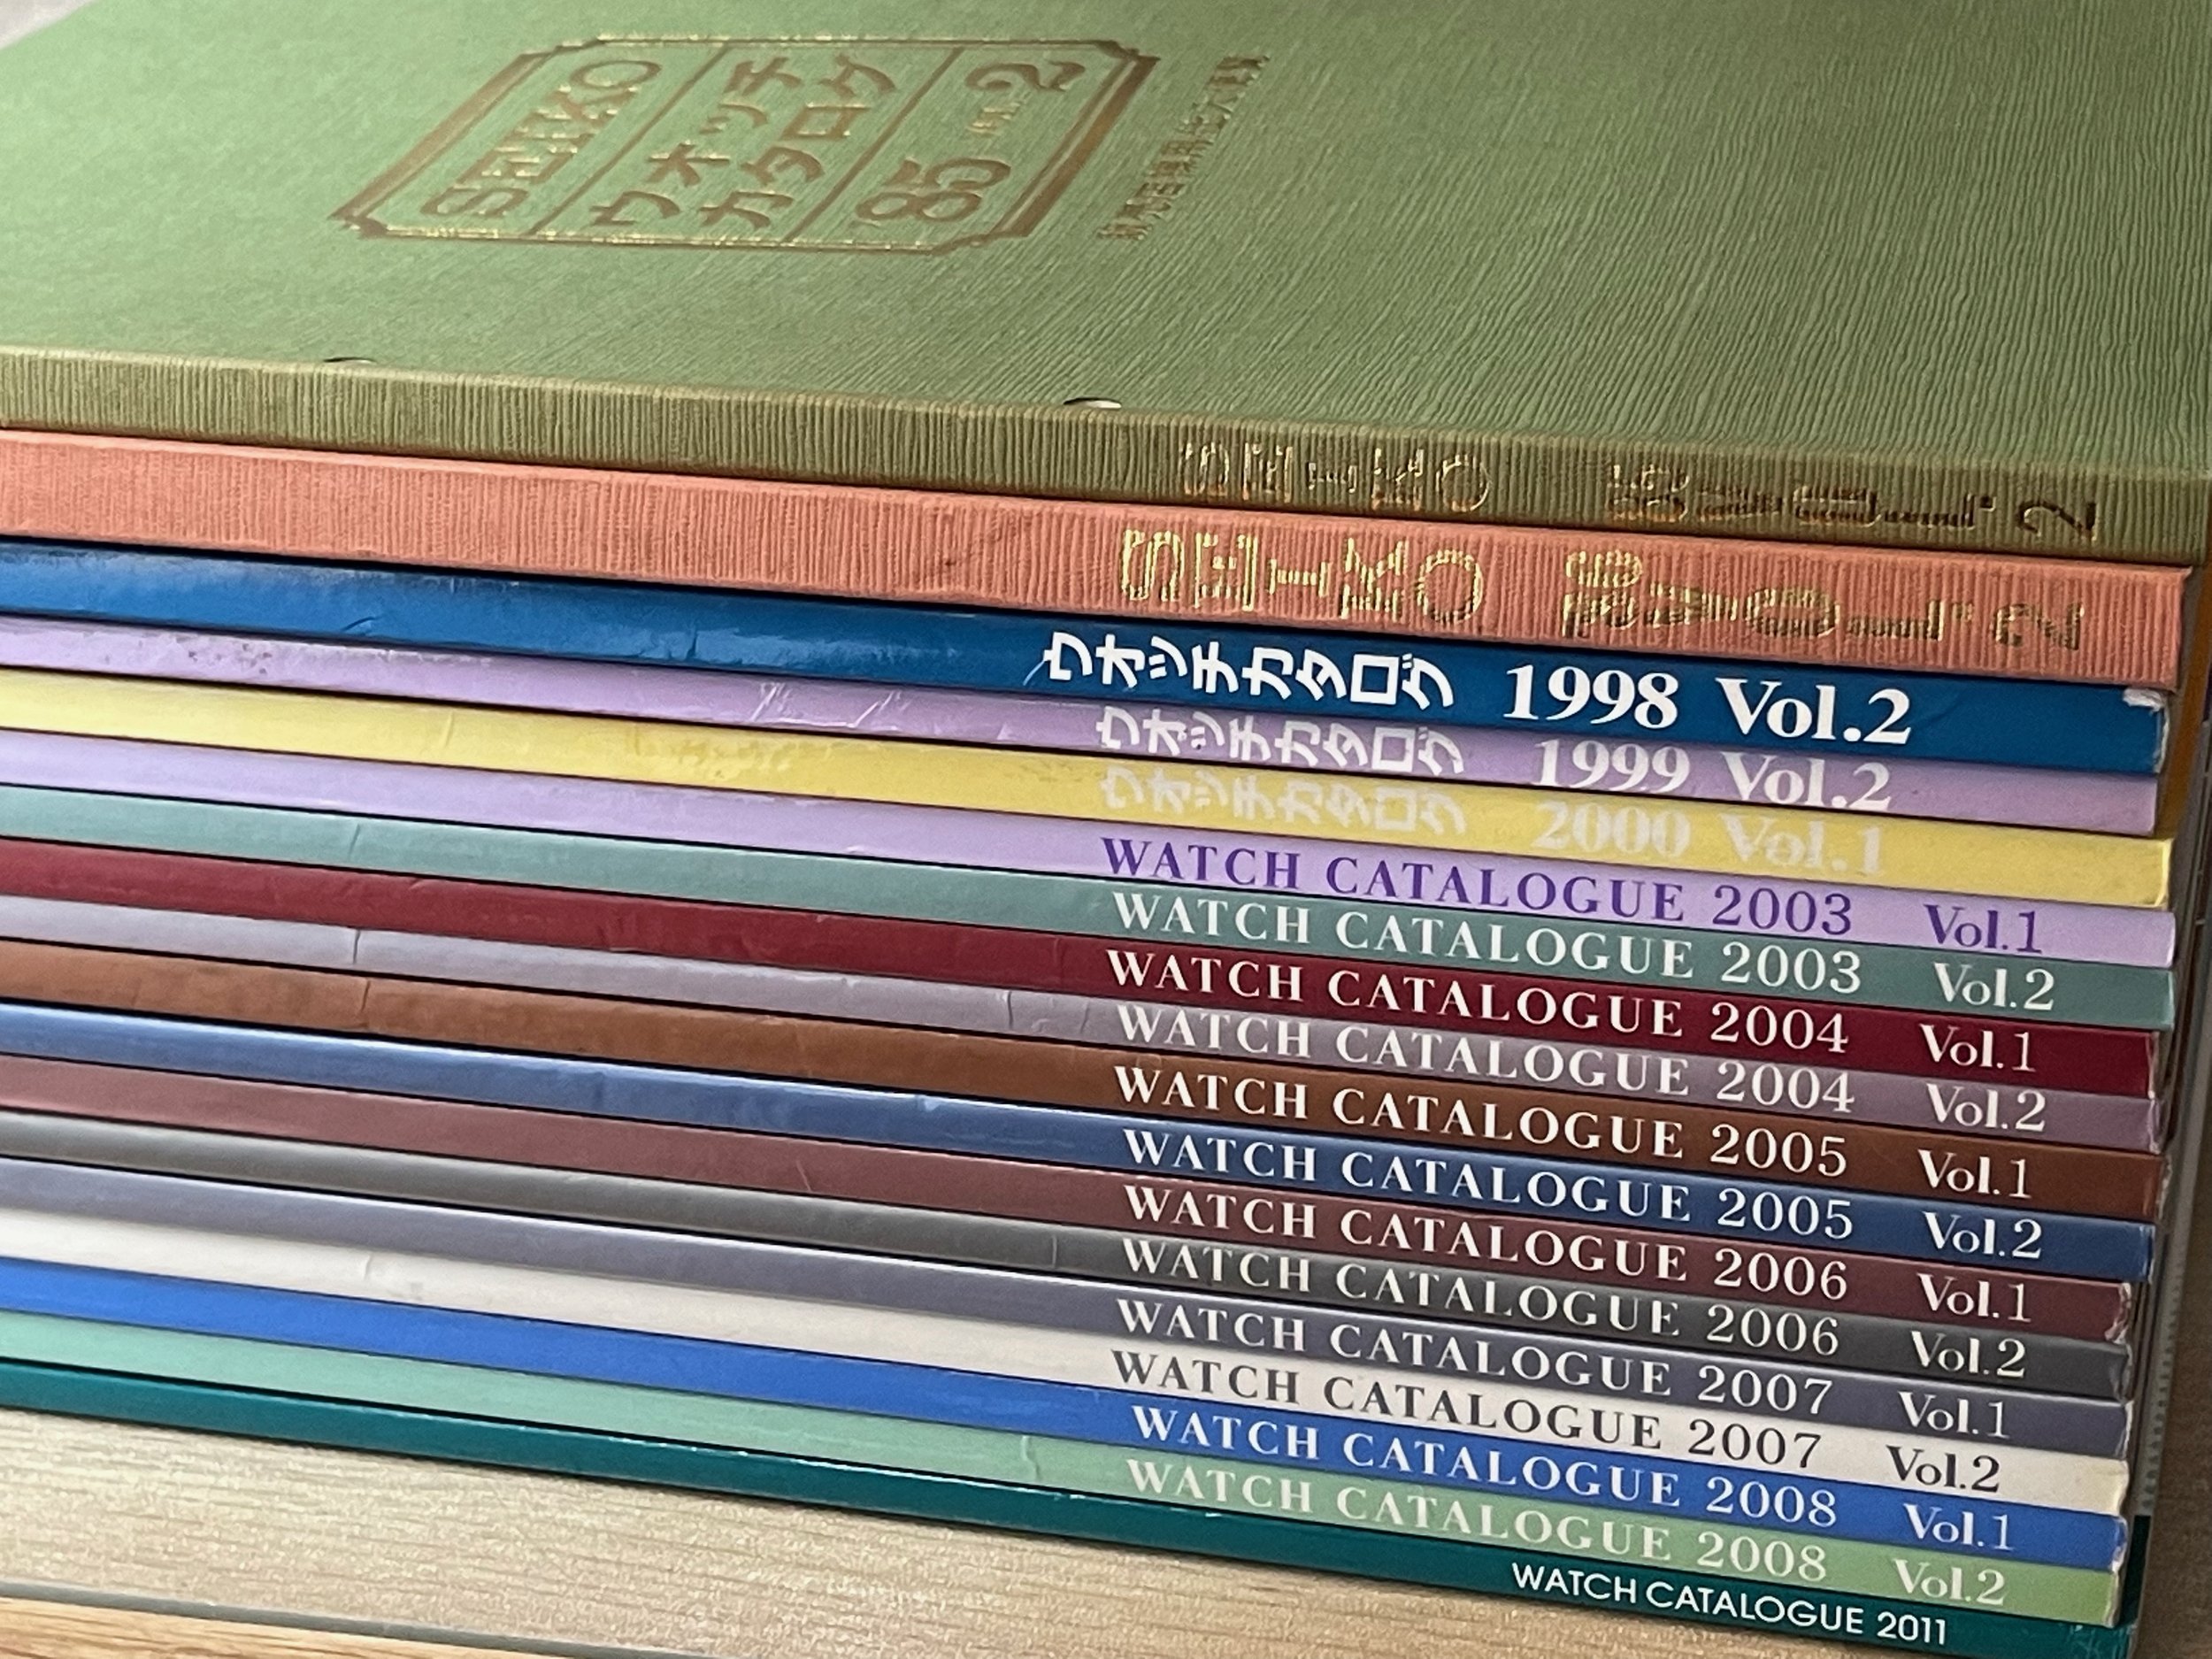 SEIKO
ウオッチ
カタログ
'85 VOL.2
SEIKO
SEIKO
ウオッチカタログ 1998 Vol.2
ウオッチカタログ 1999 Vol.2
ウオッチカタログ 2000 Vol.1
WATCH CATALOGUE 2003 Vol.1
WATCH CATALOGUE 2003 Vol.2
WATCH CATALOGUE 2004 Vol.1
WATCH CATALOGUE 2004 Vol.2
WATCH CATALOGUE 2005 Vol.1
WATCH CATALOGUE 2005 Vol.2
WATCH CATALOGUE 2006 Vol.1
WATCH CATALOGUE 2006 Vol.2
WATCH CATALOGUE 2007 Vol.1
WATCH CATALOGUE 2007 Vol.2
WATCH CATALOGUE 2008 Vol.1
WATCH CATALOGUE 2008 Vol.2
WATCH CATALOGUE 2011